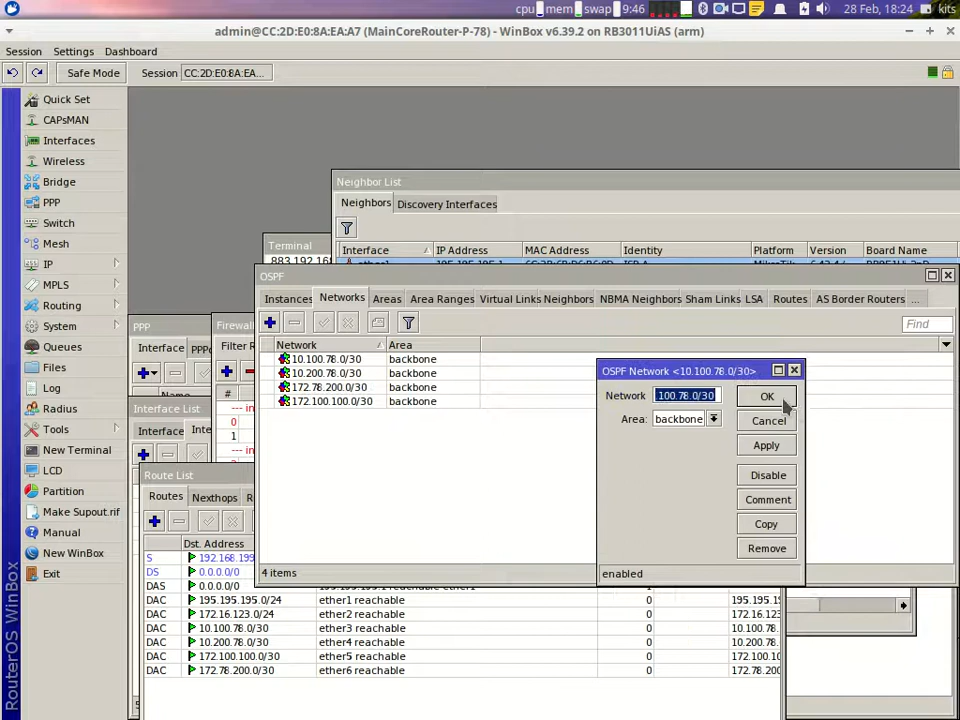 cpu mem swap 9:46 28 Feb, 18:24 kits
admin@CC:2D:E0:8A:EA:A7 (MainCoreRouter-P-78) - WinBox v6.39.2 on RB3011UiAS (arm)
Session Settings Dashboard
Safe Mode Session CC:2D:E0:8A:EA...
Quick Set
CAPsMAN
Interfaces
Wireless
Bridge
PPP
Switch
Mesh
IP
MPLS
Routing
System
Queues
Files
Log
Radius
Tools
New Terminal
LCD
Partition
Make Supout.rif
Manual
New WinBox
Exit
RouterOS WinBox
Neighbor List
Neighbors Discovery Interfaces
Interface IP Address MAC Address Identity Platform Version Board Name
Terminal
883.192.168
OSPF
Instances Networks Areas Area Ranges Virtual Links Neighbors NBMA Neighbors Sham Links LSA Routes AS Border Routers ...
Find
Network Area
10.100.78.0/30 backbone
10.200.78.0/30 backbone
172.78.200.0/30 backbone
172.100.100.0/30 backbone
4 items
OSPF Network <10.100.78.0/30>
Network 100.78.0/30 OK
Area: backbone Cancel
Apply
Disable
Comment
Copy
Remove
enabled
PPP
Interface PPPo
Firewall
Filter R
#
0
1
Interface List
Interface Inte
Route List
Routes Nexthops R
Dst. Address
S 192.168.199
DS 0.0.0.0/0
DAS 0.0.0.0/0
DAC 195.195.195.0/24 ether1 reachable 0 195.195.19
DAC 172.16.123.0/24 ether2 reachable 0 172.16.123
DAC 10.100.78.0/30 ether3 reachable 0 10.100.78.
DAC 10.200.78.0/30 ether4 reachable 0 10.200.78.
DAC 172.100.100.0/30 ether5 reachable 0 172.100.10
DAC 172.78.200.0/30 ether6 reachable 0 172.78.200